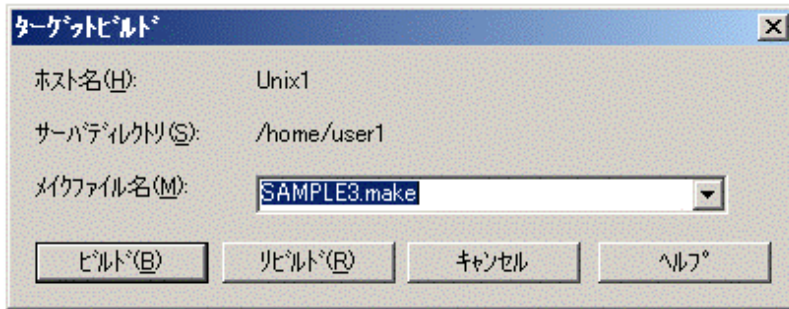 ﾀｰｹﾞｯﾄﾋﾞﾙﾄﾞ
ﾎｽﾄ名(H): Unix1
ｻｰﾊﾞﾃﾞｨﾚｸﾄﾘ(S): /home/user1
ﾒｲｸﾌｧｲﾙ名(M): SAMPLE3.make
ﾋﾞﾙﾄﾞ(B) ﾘﾋﾞﾙﾄﾞ(R) ｷｬﾝｾﾙ ﾍﾙﾌﾟ